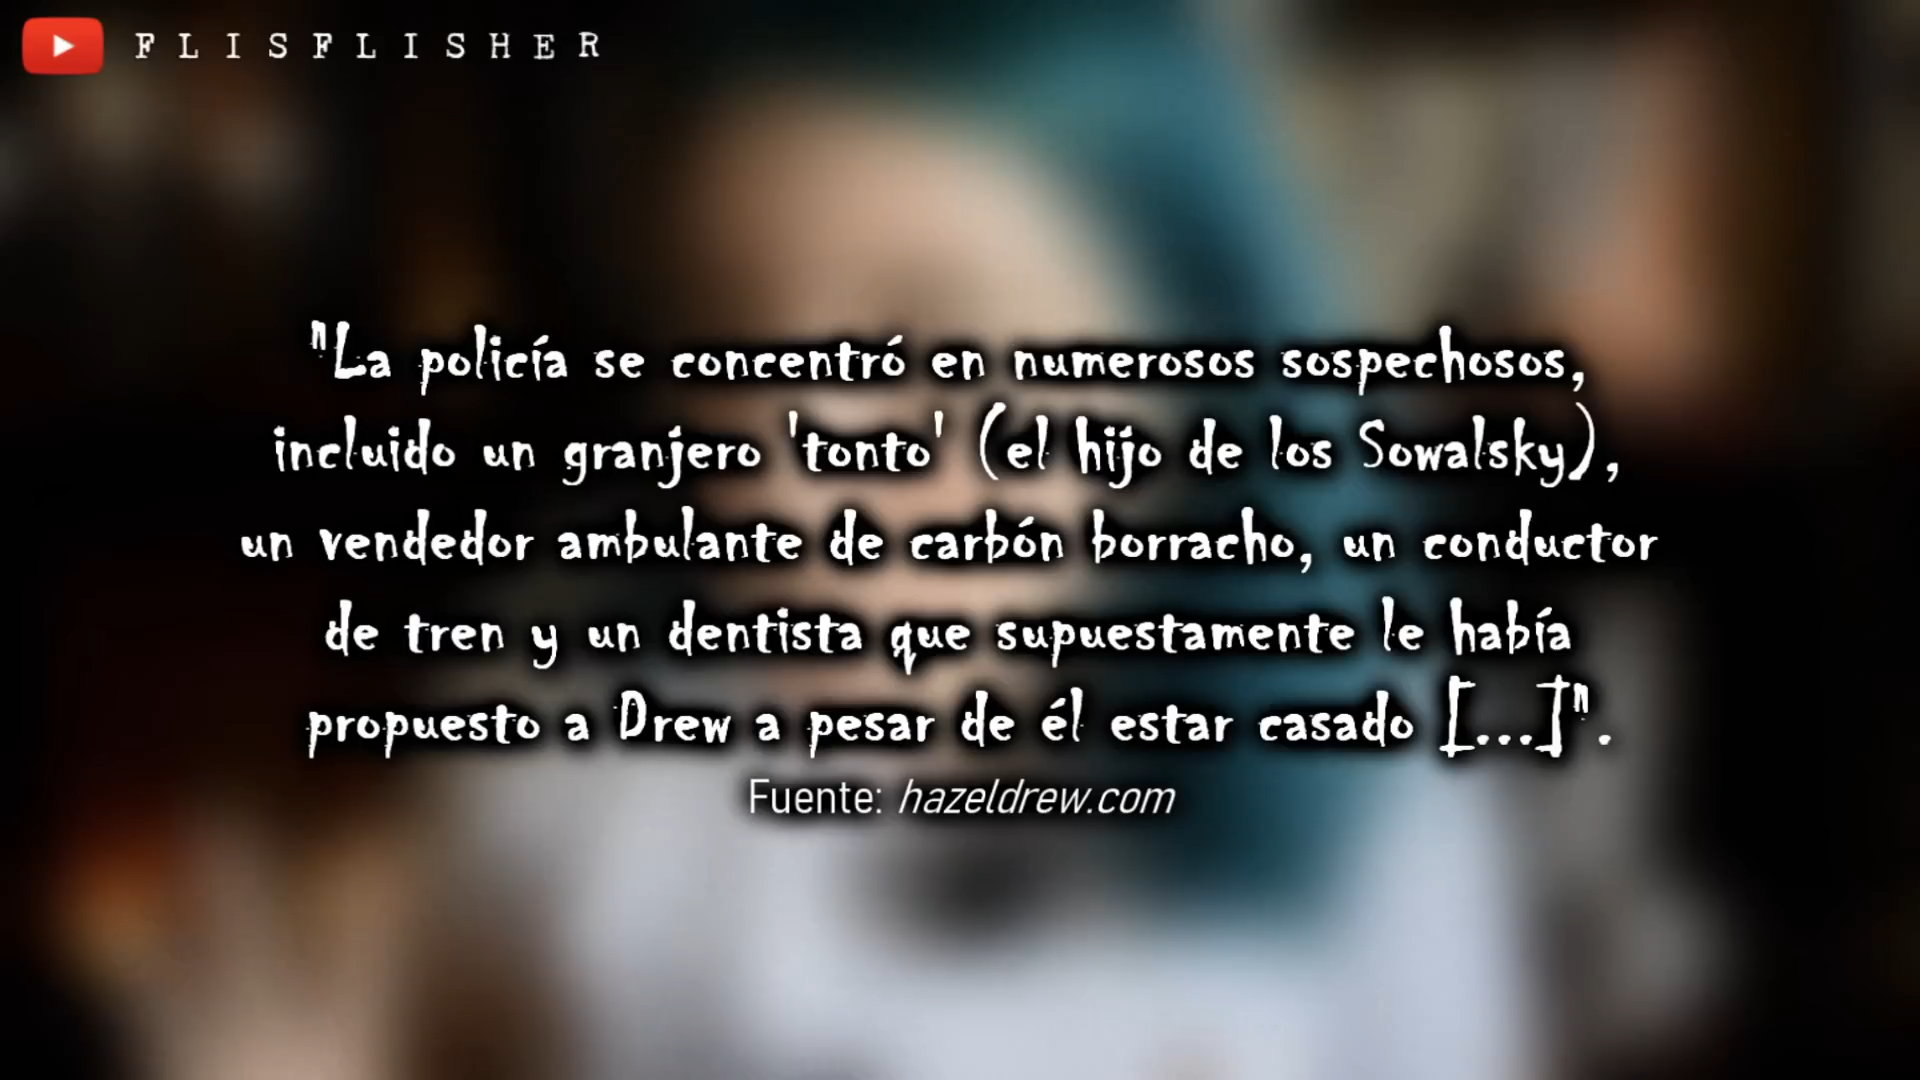 FLISFLISHER
"La policía se concentró en numerosos sospechosos,
incluido un granjero 'tonto' (el hijo de los Sowalsky),
un vendedor ambulante de carbón borracho, un conductor
de tren y un dentista que supuestamente le había
propuesto a Drew a pesar de él estar casado [...]".
Fuente: hazeldrew.com